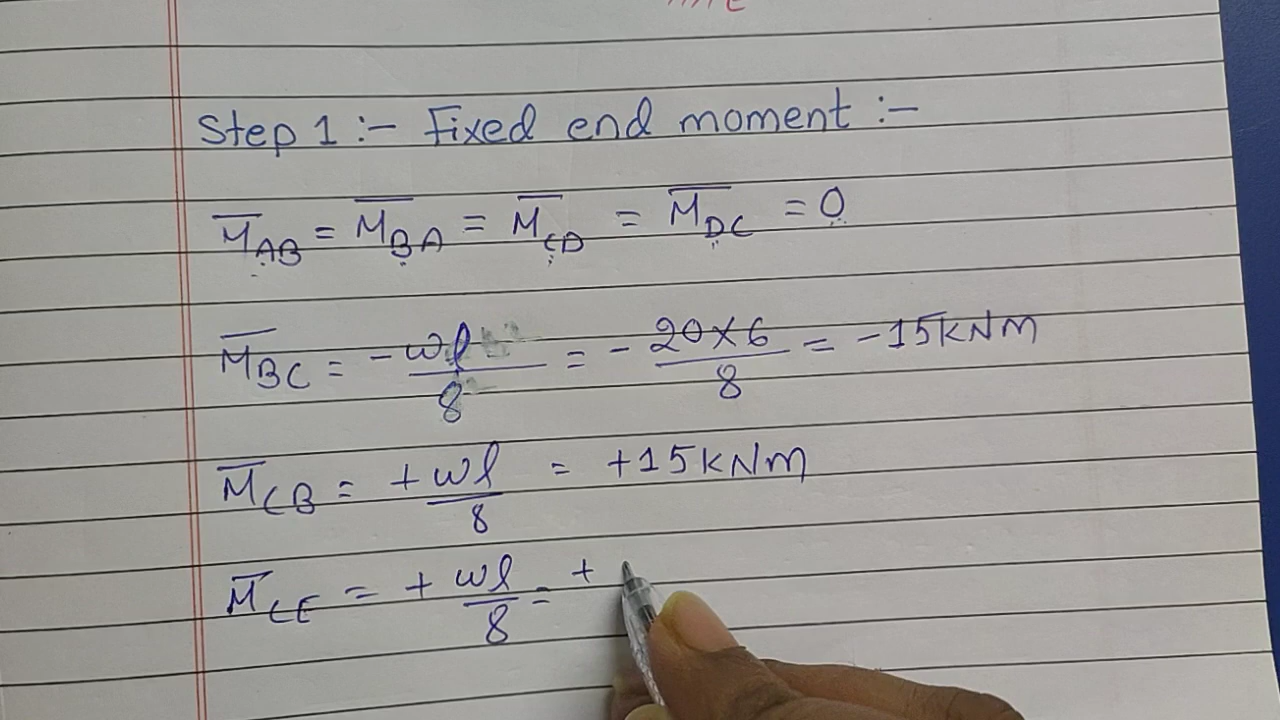 Step 1 :- Fixed end moment :-
M̅AB = M̅BA = M̅CD = M̅DC = 0
M̅BC = -wl/8 = - 20×6/8 = -15KNm
M̅CB = +wl/8 = +15KNm
M̅CE = + wl/8 = +